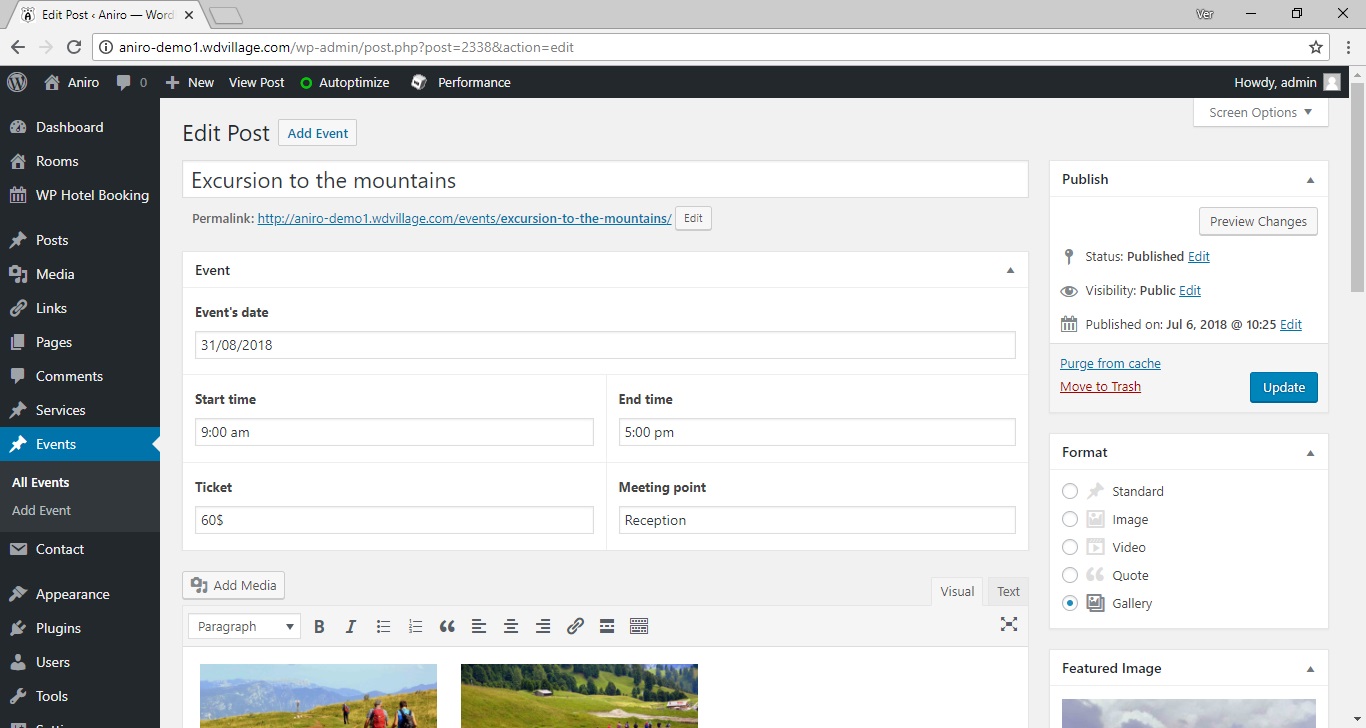 Edit Post ‹ Aniro — Word
Ver
aniro-demo1.wdvillage.com/wp-admin/post.php?post=2338&action=edit
Aniro
0
New
View Post
Autoptimize
Performance
Howdy, admin
Screen Options
Dashboard
Rooms
WP Hotel Booking
Posts
Media
Links
Pages
Comments
Services
Events
All Events
Add Event
Contact
Appearance
Plugins
Users
Tools
Edit Post
Add Event
Excursion to the mountains
Permalink: http://aniro-demo1.wdvillage.com/events/excursion-to-the-mountains/
Edit
Event
Event's date
31/08/2018
Start time
9:00 am
End time
5:00 pm
Ticket
60$
Meeting point
Reception
Add Media
Visual
Text
Paragraph
B
I
Publish
Preview Changes
Status: Published Edit
Visibility: Public Edit
Published on: Jul 6, 2018 @ 10:25 Edit
Purge from cache
Move to Trash
Update
Format
Standard
Image
Video
Quote
Gallery
Featured Image